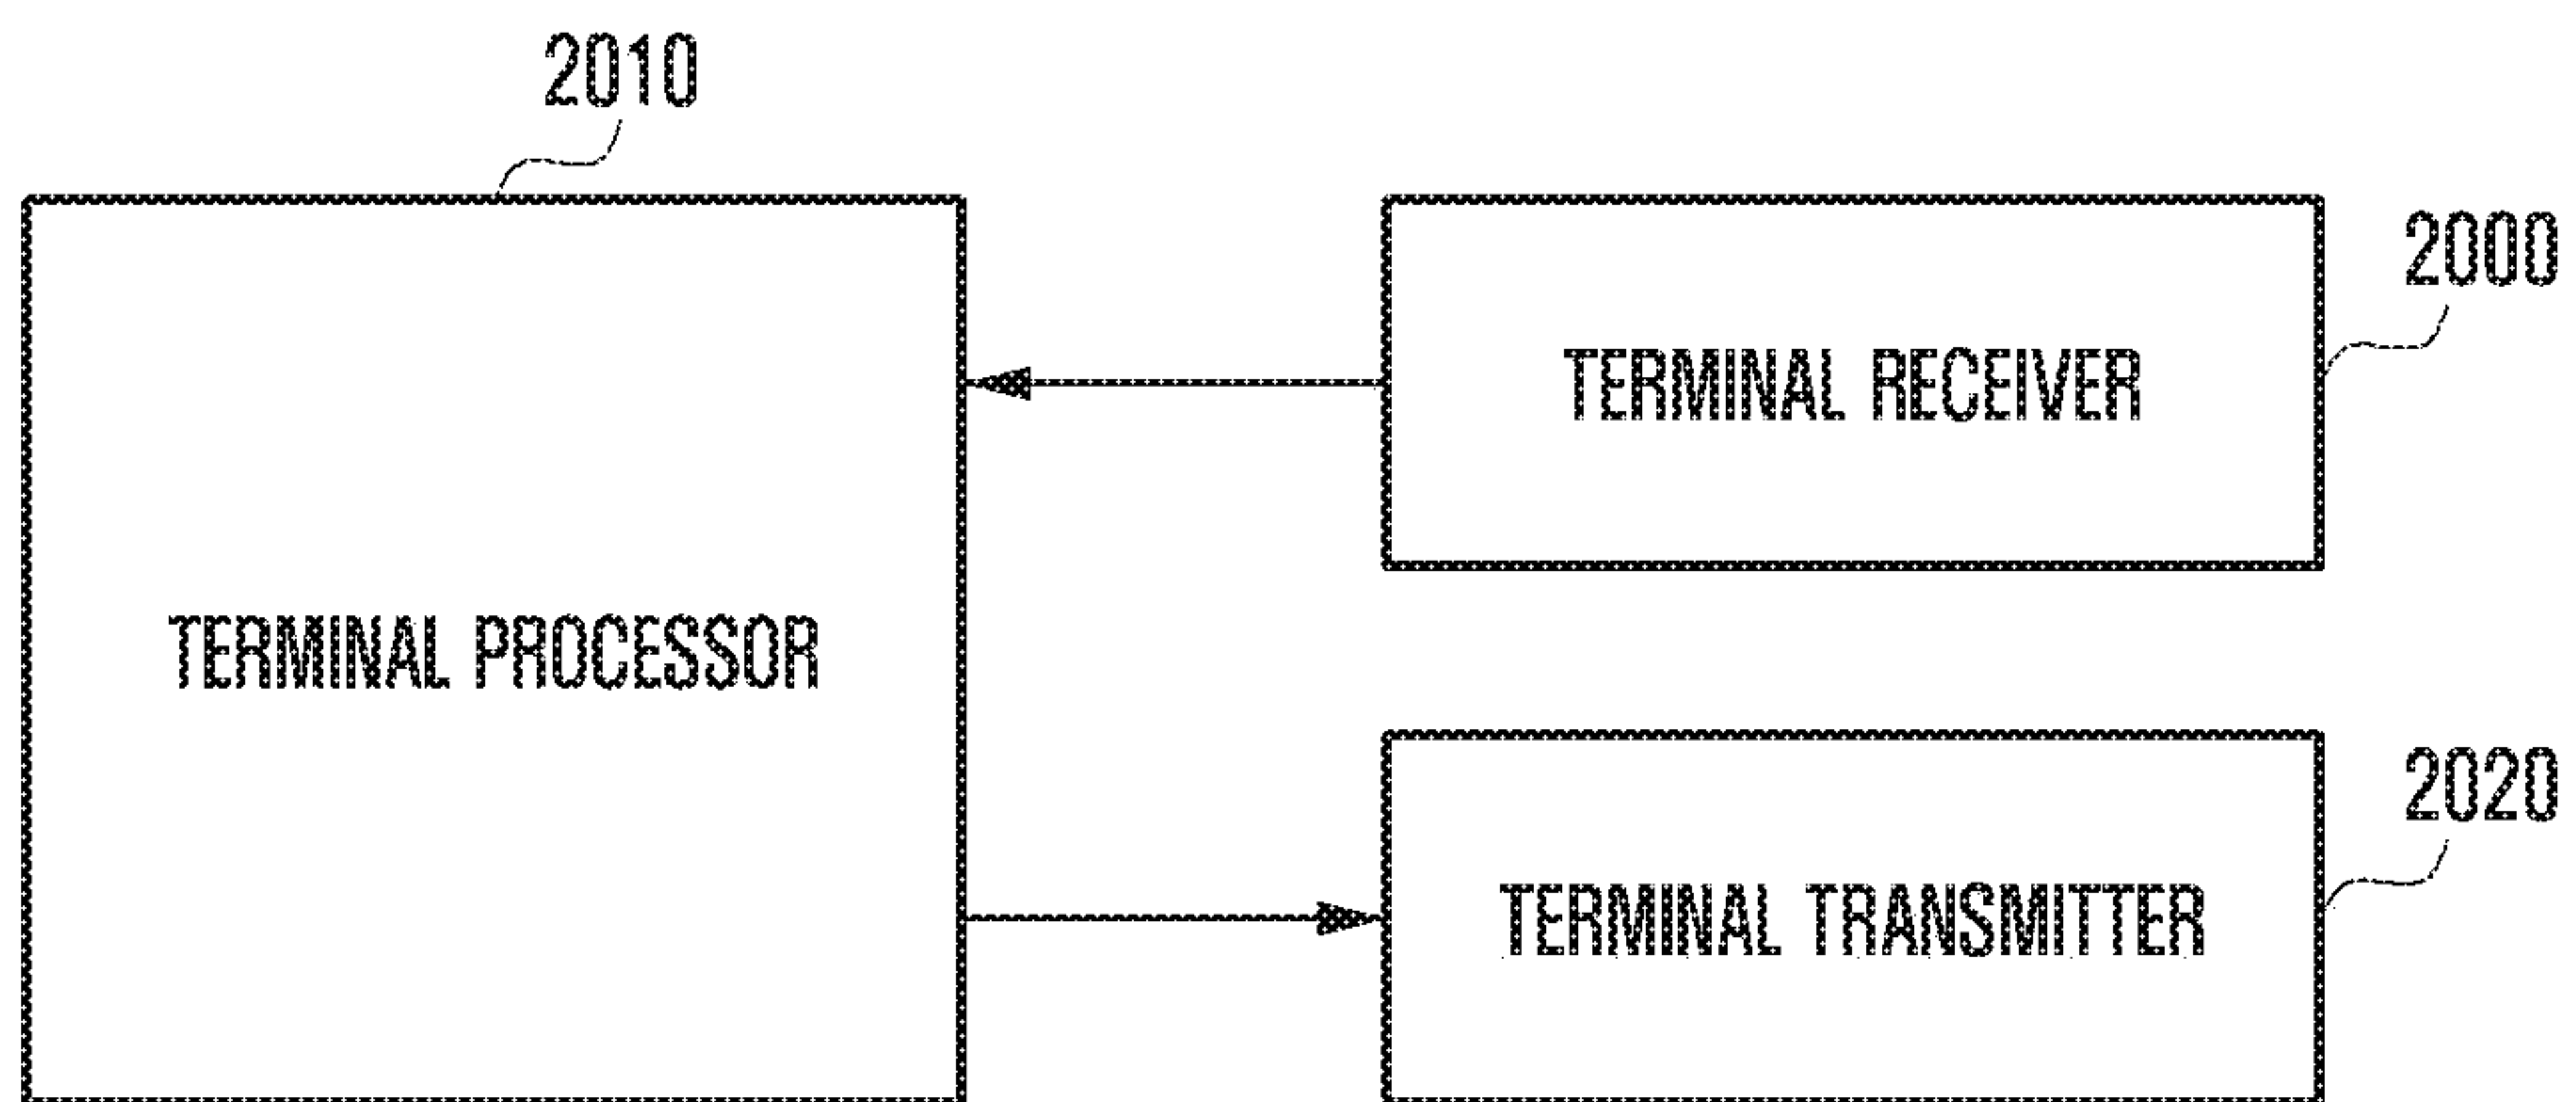 2010
2000
TERMINAL RECEIVER
TERMINAL PROCESSOR
2020
TERMINAL TRANSMITTER